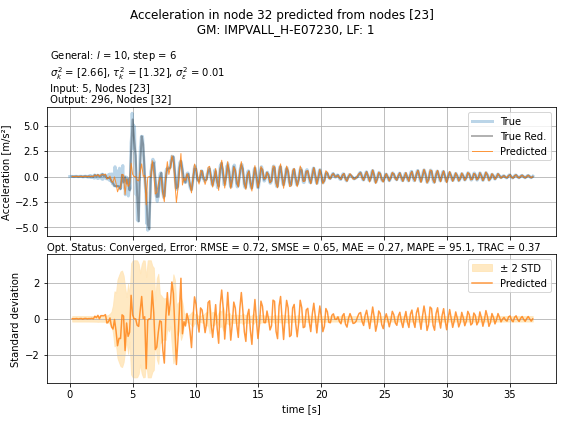 Acceleration in node 32 predicted from nodes [23]
GM: IMPVALL_H-E07230, LF: 1
General: l = 10, step = 6
σ²ₖ = [2.66], τ²ₖ = [1.32], σ²ε = 0.01
Input: 5, Nodes [23]
Output: 296, Nodes [32]
Acceleration [m/s²]
5.0
2.5
0.0
−2.5
−5.0
True
True Red.
Predicted
Opt. Status: Converged, Error: RMSE = 0.72, SMSE = 0.65, MAE = 0.27, MAPE = 95.1, TRAC = 0.37
Standard deviation
2
0
−2
± 2 STD
Predicted
0 5 10 15 20 25 30 35
time [s]